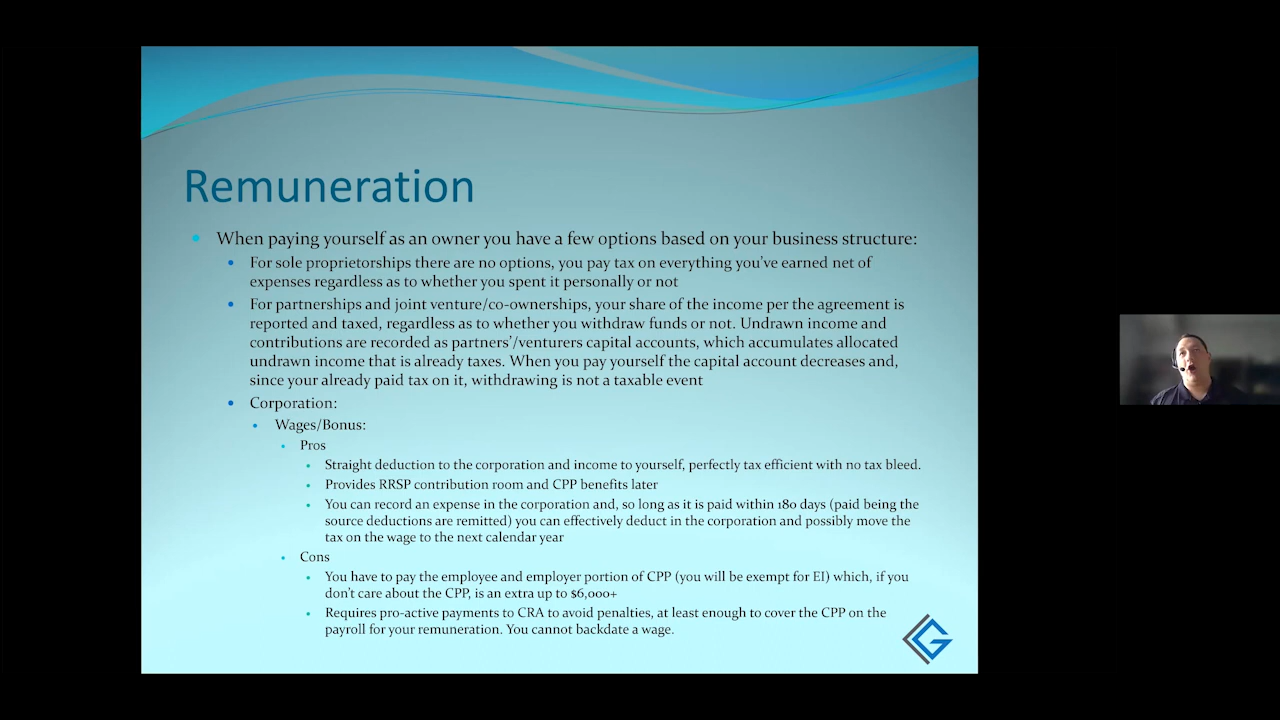 Remuneration
When paying yourself as an owner you have a few options based on your business structure:
For sole proprietorships there are no options, you pay tax on everything you've earned net of
expenses regardless as to whether you spent it personally or not
For partnerships and joint venture/co-ownerships, your share of the income per the agreement is
reported and taxed, regardless as to whether you withdraw funds or not. Undrawn income and
contributions are recorded as partners'/venturers capital accounts, which accumulates allocated
undrawn income that is already taxes. When you pay yourself the capital account decreases and,
since your already paid tax on it, withdrawing is not a taxable event
Corporation:
Wages/Bonus:
Pros
Straight deduction to the corporation and income to yourself, perfectly tax efficient with no tax bleed.
Provides RRSP contribution room and CPP benefits later
You can record an expense in the corporation and, so long as it is paid within 180 days (paid being the
source deductions are remitted) you can effectively deduct in the corporation and possibly move the
tax on the wage to the next calendar year
Cons
You have to pay the employee and employer portion of CPP (you will be exempt for EI) which, if you
don't care about the CPP, is an extra up to $6,000+
Requires pro-active payments to CRA to avoid penalties, at least enough to cover the CPP on the
payroll for your remuneration. You cannot backdate a wage.